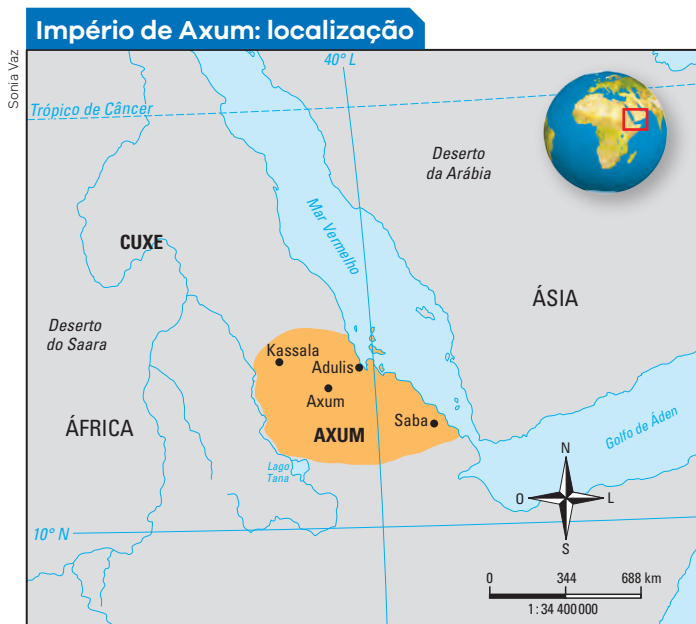 Império de Axum: localização
Sonia Vaz
40° L
Trópico de Câncer
Deserto
da Arábia
Mar Vermelho
CUXE
ÁSIA
Deserto
do Saara
Kassala
Adulis
Axum
ÁFRICA
AXUM
Saba
Golfo de Áden
Lago
Tana
N
O
L
S
10° N
0 344 688 km
1 : 34 400 000